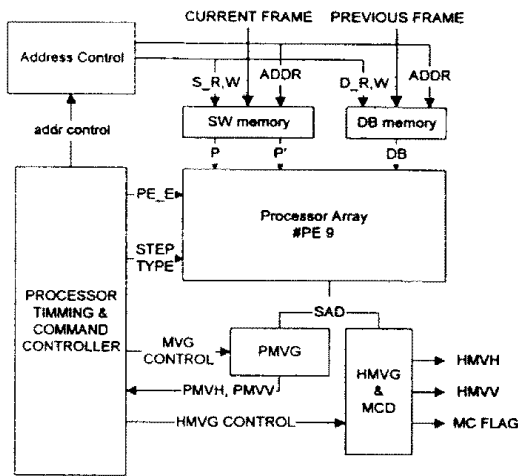 CURRENT FRAME
PREVIOUS FRAME
Address Control
S_R,W
ADDR
D_R,W
ADDR
addr control
SW memory
DB memory
P
P'
DB
PE_E
Processor Array
#PE 9
STEP
TYPE
PROCESSOR
TIMMING &
COMMAND
CONTROLLER
SAD
MVG
CONTROL
PMVG
HMVG
&
MCD
HMVH
PMVH, PMVV
HMVV
HMVG CONTROL
MC FLAG